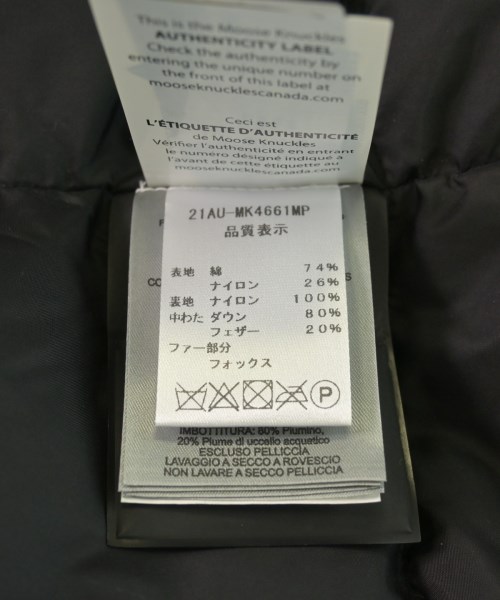 This is the Moose Knuckles
AUTHENTICITY LABEL
Check the authenticity by
entering the unique number on
the front of this label at
mooseknucklescanada.com
Ceci est
L'ÉTIQUETTE D'AUTHENTICITÉ
de Moose Knuckles
Vérifier l'authenticité en entrant
le numéro désigné indiqué à
l'avant de cette étiquette au
mooseknucklescanada.com
21AU-MK4661MP
品質表示
表地 綿 74%
ナイロン 26%
裏地 ナイロン 100%
中わた ダウン 80%
フェザー 20%
ファー部分
フォックス
P
IMBOTTITURA: 80% Piumino,
20% Piume di uccello acquatico
ESCLUSO PELLICCIA
LAVAGGIO A SECCO A ROVESCIO
NON LAVARE A SECCO PELLICCIA